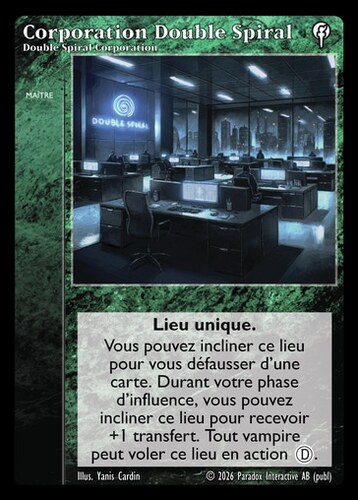 Corporation Double Spiral
Double Spiral Corporation
MAÎTRE
DOUBLE SPIRAL
Lieu unique.
Vous pouvez incliner ce lieu
pour vous défausser d'une
carte. Durant votre phase
d'influence, vous pouvez
incliner ce lieu pour recevoir
+1 transfert. Tout vampire
peut voler ce lieu en action Ⓓ.
Illus. Yanis Cardin © 2026 Paradox Interactive AB (publ)